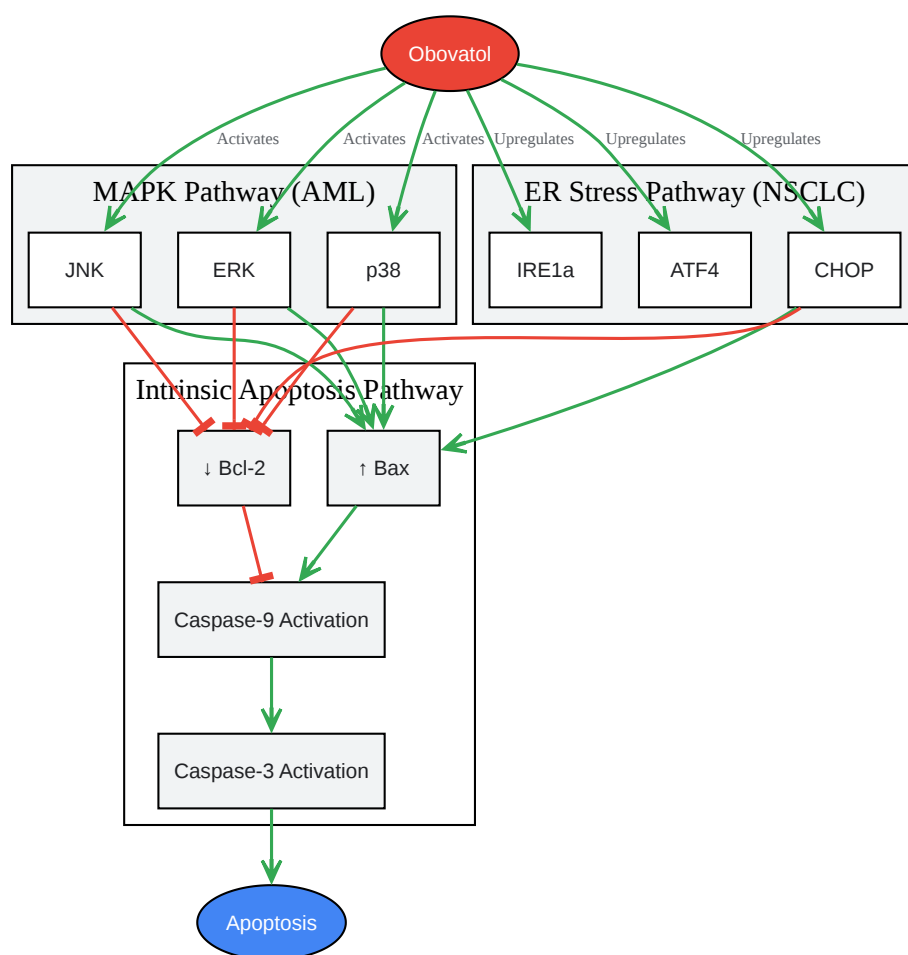 Obovatol
Activates
Activates
Activates
Upregulates
Upregulates
Upregulates
MAPK Pathway (AML)
ER Stress Pathway (NSCLC)
JNK
ERK
p38
IRE1a
ATF4
CHOP
Intrinsic Apoptosis Pathway
↓ Bcl-2
↑ Bax
Caspase-9 Activation
Caspase-3 Activation
Apoptosis